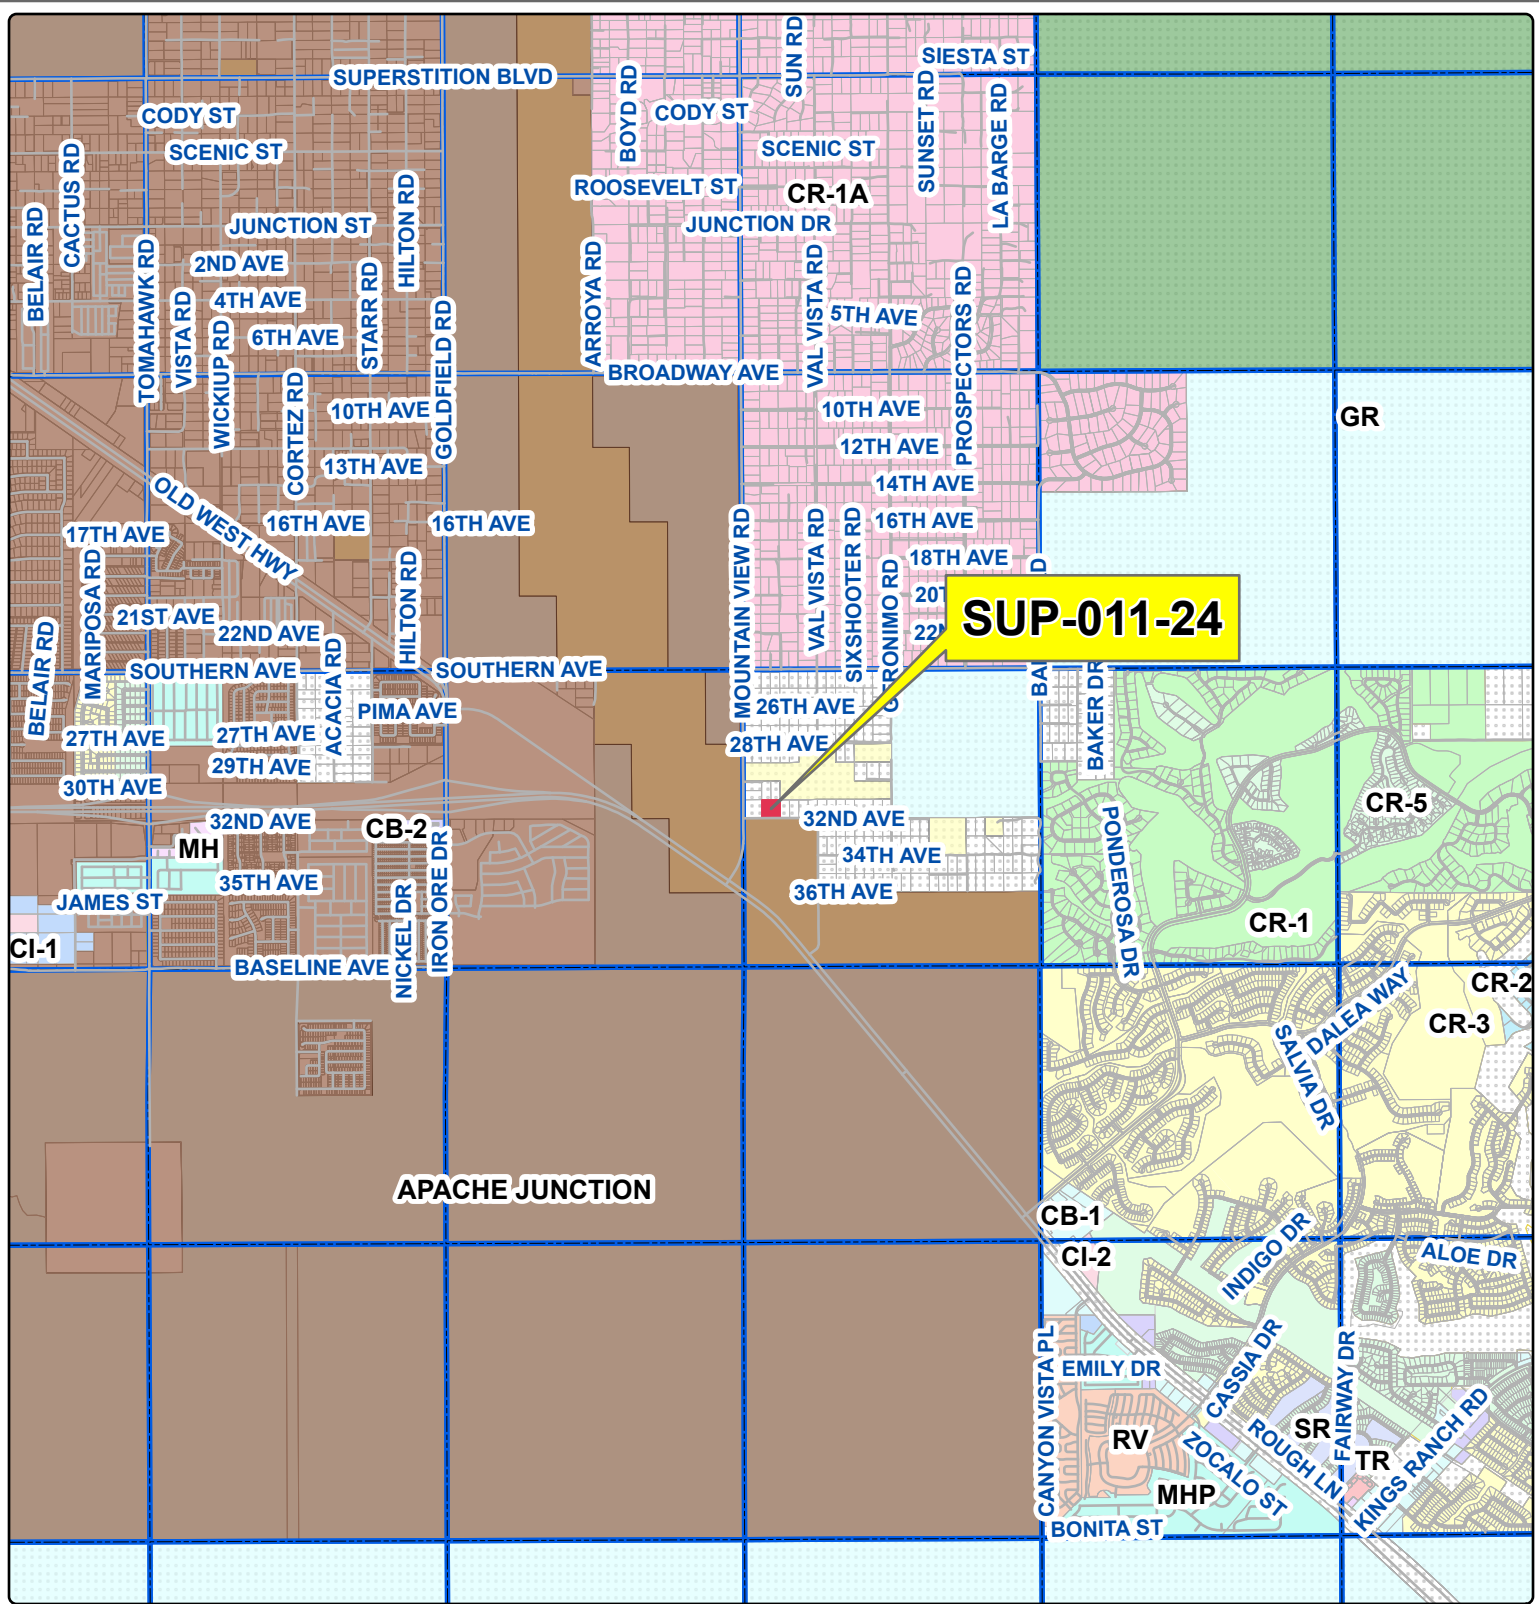 SIESTA ST
SUPERSTITION BLVD
SUN RD
BOYD RD
CODY ST
CODY ST
SUNSET RD
LA BARGE RD
SCENIC ST
SCENIC ST
CACTUS RD
ROOSEVELT ST
CR-1A
HILTON RD
JUNCTION ST
JUNCTION DR
BELAIR RD
TOMAHAWK RD
2ND AVE
STARR RD
ARROYA RD
VAL VISTA RD
PROSPECTORS RD
4TH AVE
VISTA RD
WICKUP RD
5TH AVE
6TH AVE
GOLDFIELD RD
BROADWAY AVE
CORTEZ RD
10TH AVE
10TH AVE
GR
12TH AVE
13TH AVE
14TH AVE
OLD WEST HWY
16TH AVE
16TH AVE
16TH AVE
17TH AVE
MARIPOSA RD
HILTON RD
MOUNTAIN VIEW RD
VAL VISTA RD
SIXSHOOTER RD
GERONIMO RD
18TH AVE
SUP-011-24
21ST AVE
22ND AVE
BELAIR RD
SOUTHERN AVE
ACACIA RD
SOUTHERN AVE
BAKER DR
PIMA AVE
26TH AVE
27TH AVE
27TH AVE
28TH AVE
29TH AVE
30TH AVE
CR-5
32ND AVE
CB-2
32ND AVE
MH
PONDEROSA DR
34TH AVE
35TH AVE
IRON ORE DR
NICKEL DR
36TH AVE
JAMES ST
CR-1
CI-1
BASELINE AVE
CR-2
DALEA WAY
CR-3
SALVIA DR
APACHE JUNCTION
CB-1
CI-2
INDIGO DR
ALOE DR
CANYON VISTA PL
EMILY DR
CASSIA DR
FAIRWAY DR
RV
SR
KINGS RANCH RD
ZOCALO ST
ROUGH LN
TR
MHP
BONITA ST